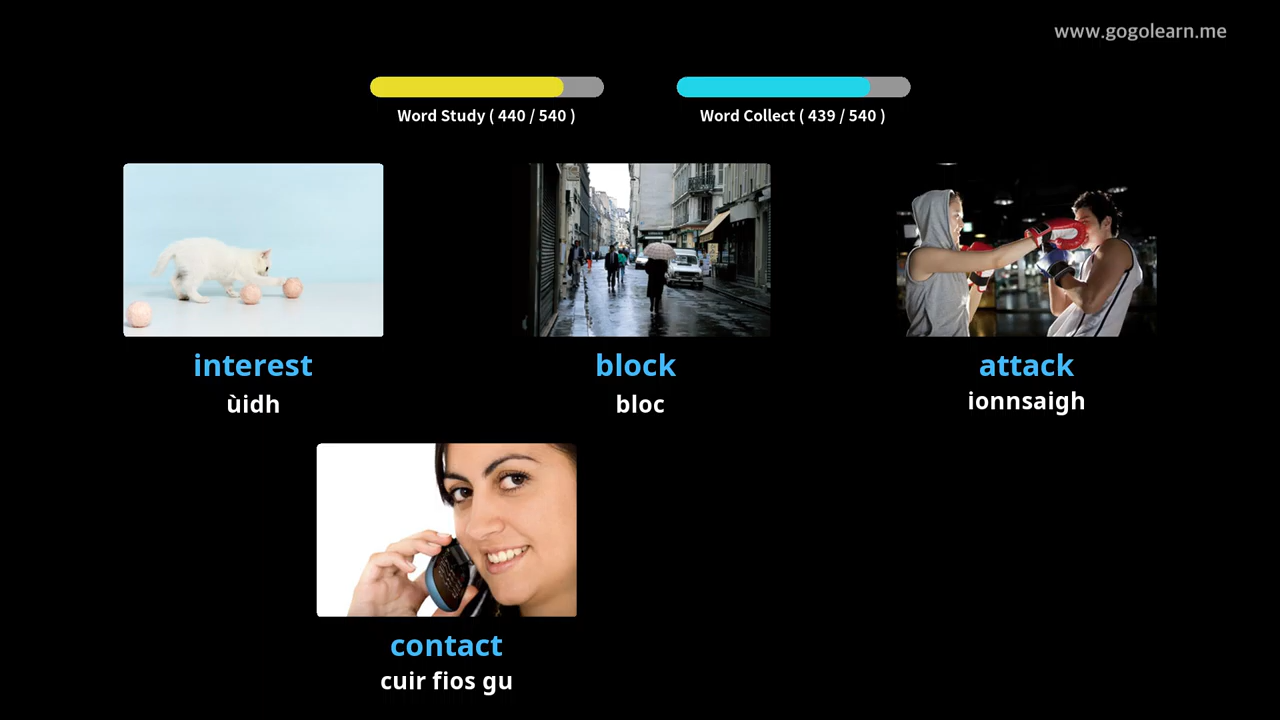 www.gogolearn.me
Word Study ( 440 / 540 )
Word Collect ( 439 / 540 )
interest
ùidh
block
bloc
attack
ionnsaigh
contact
cuir fios gu